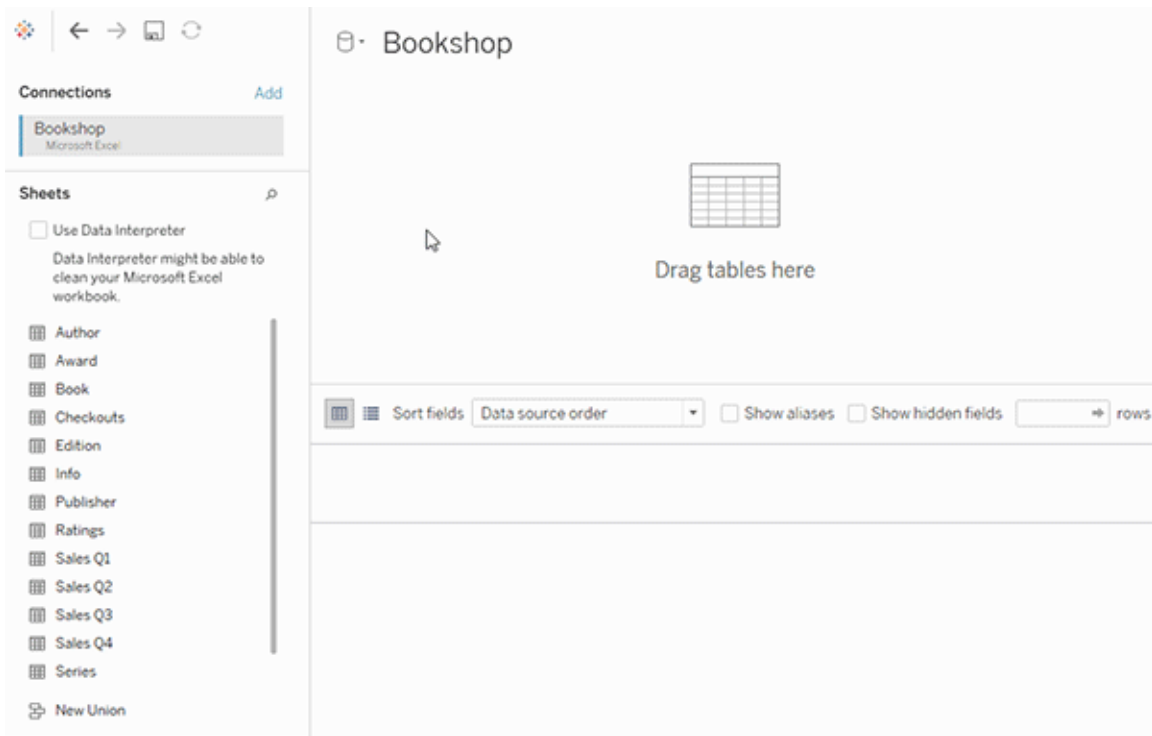 Bookshop
Connections Add
Bookshop
Microsoft Excel
Sheets
Use Data Interpreter
Data Interpreter might be able to
clean your Microsoft Excel
workbook.
Author
Award
Book
Checkouts
Edition
Info
Publisher
Ratings
Sales Q1
Sales Q2
Sales Q3
Sales Q4
Series
New Union
Drag tables here
Sort fields Data source order Show aliases Show hidden fields rows